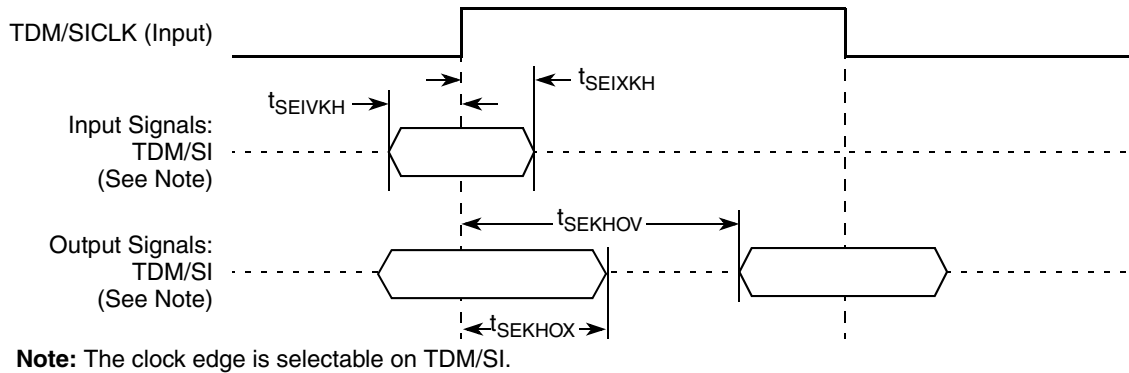 TDM/SICLK (Input)
tSEIXKH
tSEIVKH
Input Signals:
TDM/SI
(See Note)
tSEKHOV
Output Signals:
TDM/SI
(See Note)
tSEKHOX
Note: The clock edge is selectable on TDM/SI.